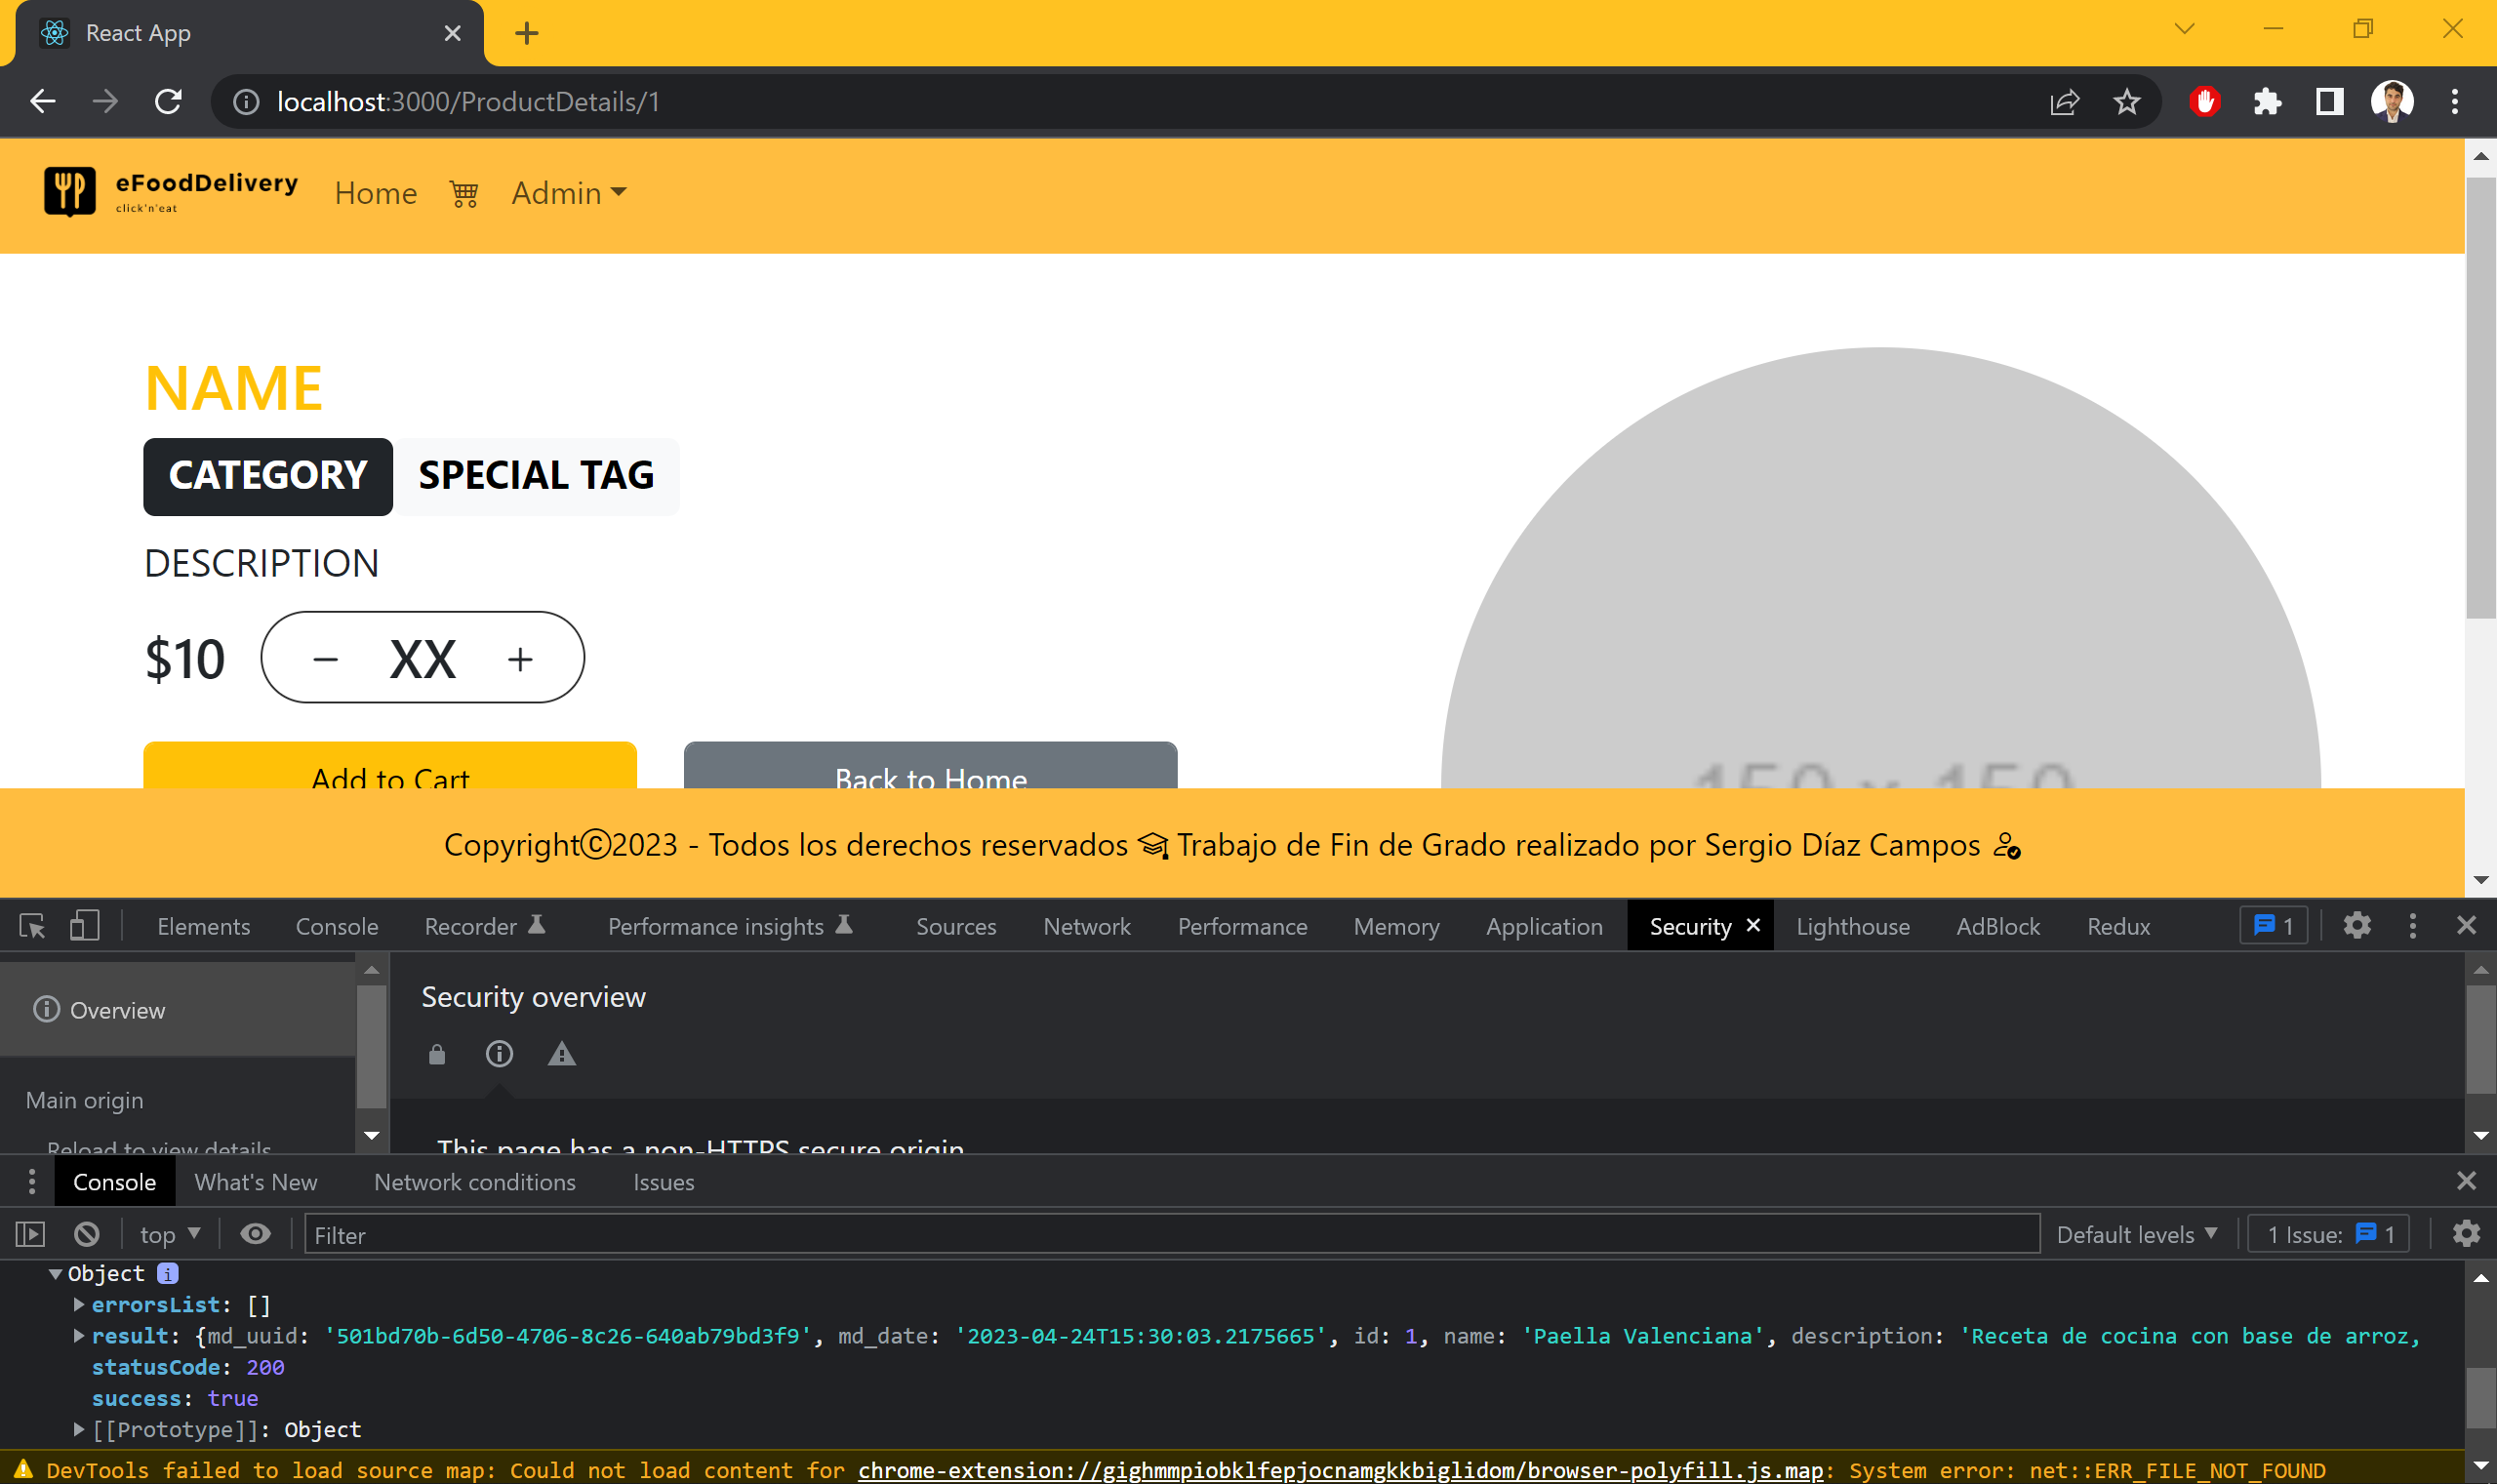 React App
localhost:3000/ProductDetails/1
eFoodDelivery
click'n'eat
Home Admin
NAME
CATEGORY SPECIAL TAG
DESCRIPTION
$10 − XX +
Add to Cart Back to Home
150 x 150
Copyright©2023 - Todos los derechos reservados Trabajo de Fin de Grado realizado por Sergio Díaz Campos
Elements Console Recorder Performance insights Sources Network Performance Memory Application Security Lighthouse AdBlock Redux 1
Overview
Security overview
Main origin
Reload to view details
This page has a non-HTTPS secure origin
Console What's New Network conditions Issues
top Filter Default levels 1 Issue: 1
Object i
errorsList: []
result: {md_uuid: '501bd70b-6d50-4706-8c26-640ab79bd3f9', md_date: '2023-04-24T15:30:03.2175665', id: 1, name: 'Paella Valenciana', description: 'Receta de cocina con base de arroz,
statusCode: 200
success: true
[[Prototype]]: Object
DevTools failed to load source map: Could not load content for chrome-extension://gighmmpiobklfepjocnamgkkbiglidom/browser-polyfill.js.map: System error: net::ERR_FILE_NOT_FOUND